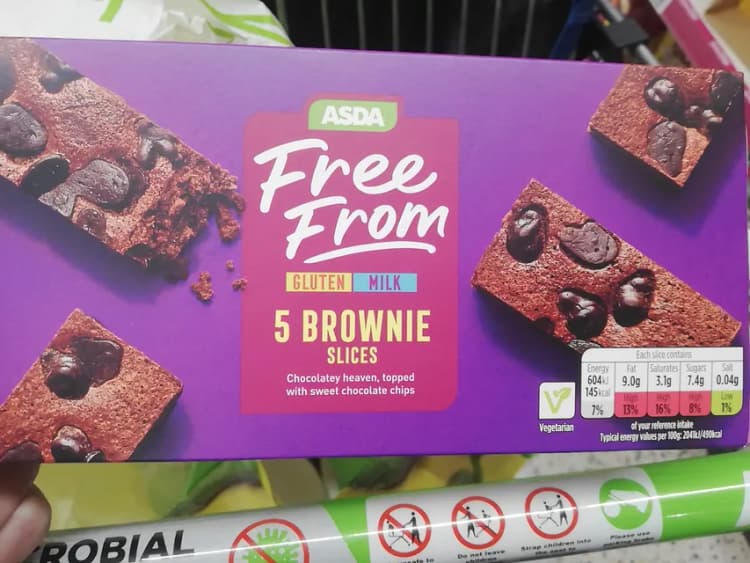 ASDA
Free
From
GLUTEN MILK
5 BROWNIE
SLICES
Chocolatey heaven, topped
with sweet chocolate chips
Vegetarian
Each slice contains
Energy Fat Saturates Sugars Salt
604kJ 9.0g 3.1g 7.4g 0.04g
145kcal High High High Low
7% 13% 16% 8% 1%
of your reference intake
Typical energy values per 100g: 2041kJ/490kcal
ROBIAL
Do not leave
children
Strap children into
the seat
Please use